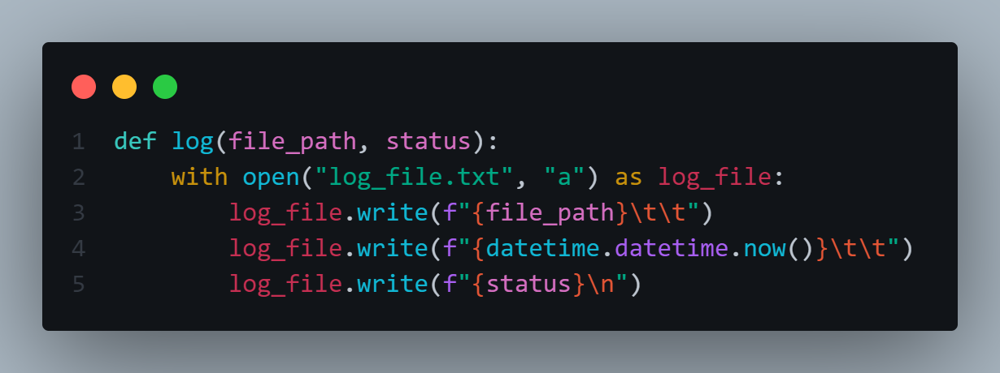 1 def log(file_path, status):
2     with open("log_file.txt", "a") as log_file:
3         log_file.write(f"{file_path}\t\t")
4         log_file.write(f"{datetime.datetime.now()}\t\t")
5         log_file.write(f"{status}\n")